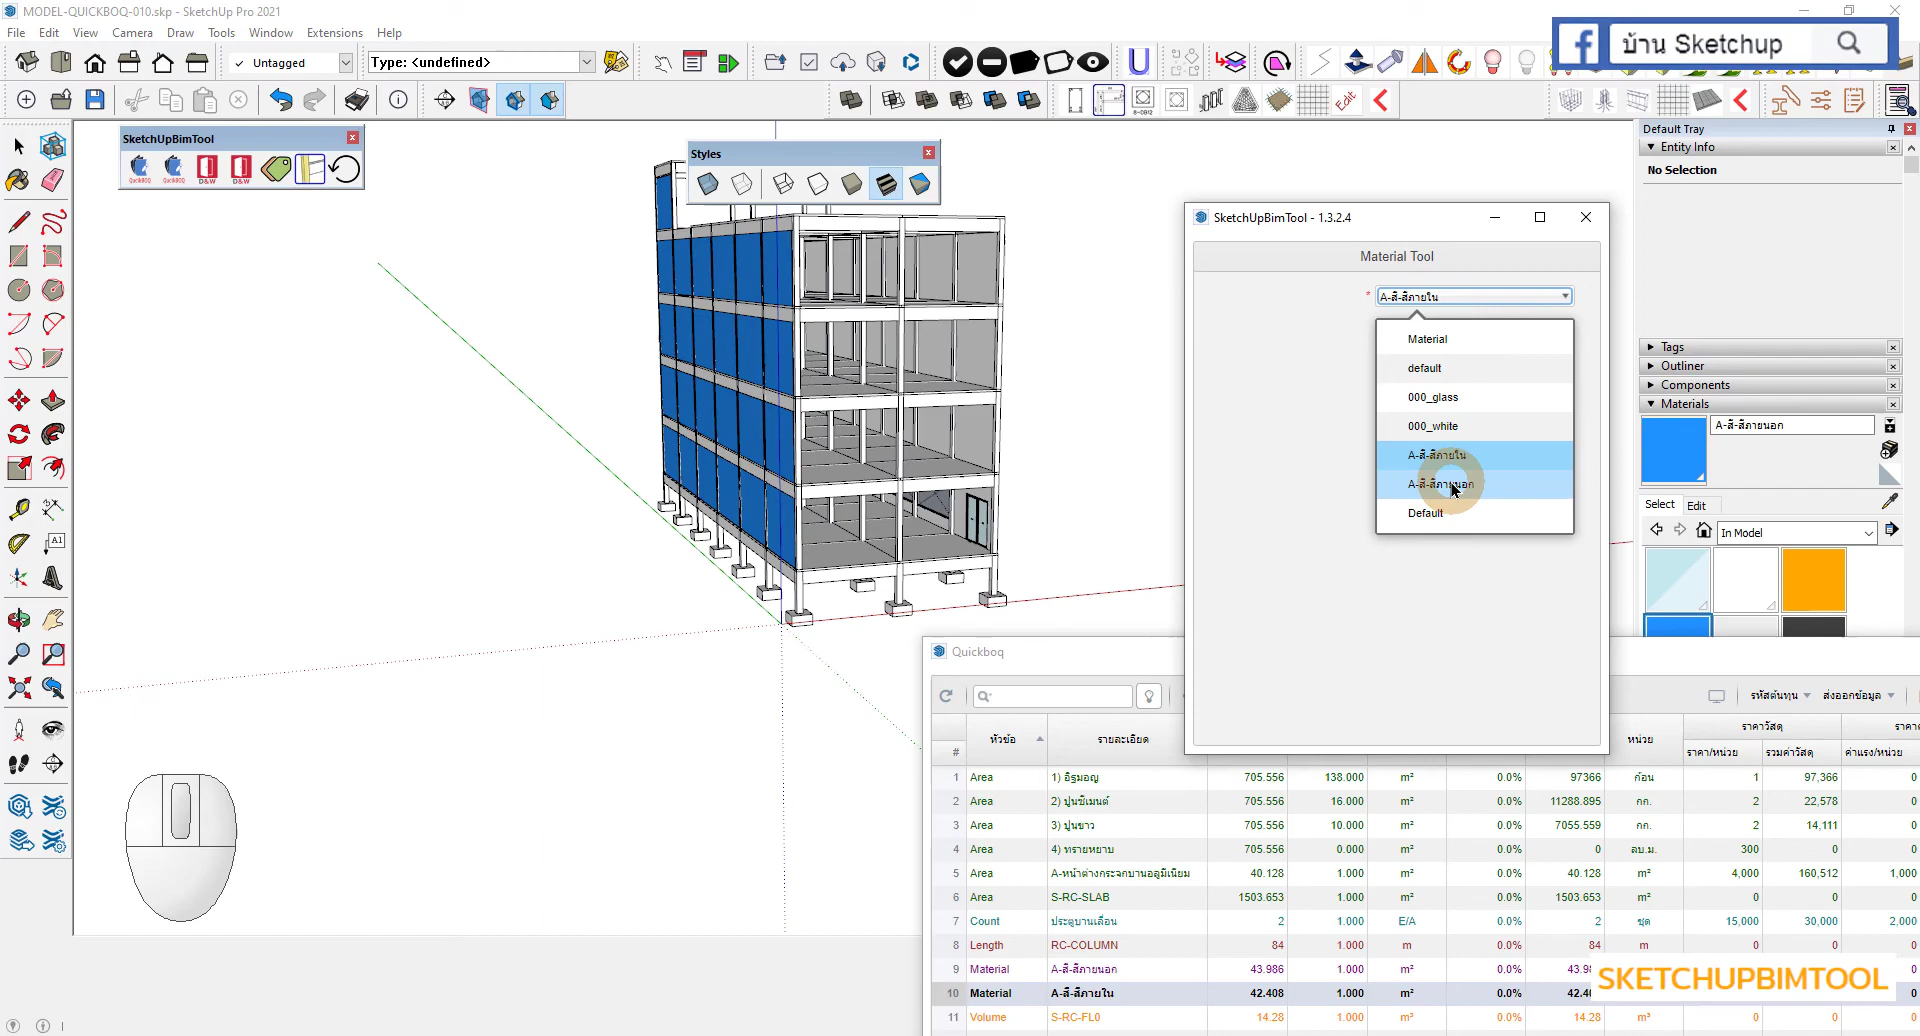 MODEL-QUICKBOQ-010.skp - SketchUp Pro 2021
File Edit View Camera Draw Tools Window Extensions Help
Untagged
Type: <undefined>
บ้าน Sketchup
SketchUpBimTool
QuickBOQ QuickBOQ D&W D&W
Styles
Edit
Default Tray
Entity Info
No Selection
SketchUpBimTool - 1.3.2.4
Material Tool
* A-สี-สีภายใน
Material
default
000_glass
000_white
A-สี-สีภายใน
A-สี-สีภายนอก
Default
Tags
Outliner
Components
Materials
A-สี-สีภายนอก
Select Edit
In Model
A1
Quickboq
รหัสต้นทุน ส่งออกข้อมูล
# หัวข้อ รายละเอียด หน่วย ราคาวัสดุ
ราคา/หน่วย รวมค่าวัสดุ ค่าแรง/หน่วย
1 Area 1) อิฐมอญ 705.556 138.000 m² 0.0% 97366 ก้อน 1 97,366 0
2 Area 2) ปูนซีเมนต์ 705.556 16.000 m² 0.0% 11288.895 กก. 2 22,578 0
3 Area 3) ปูนขาว 705.556 10.000 m² 0.0% 7055.559 กก. 2 14,111 0
4 Area 4) ทรายหยาบ 705.556 0.000 m² 0.0% 0 ลบ.ม. 300 0 0
5 Area A-หน้าต่างกระจกบานอลูมิเนียม 40.128 1.000 m² 0.0% 40.128 m² 4,000 160,512 1,000
6 Area S-RC-SLAB 1503.653 1.000 m² 0.0% 1503.653 m² 0 0 0
7 Count ประตูบานเลื่อน 2 1.000 E/A 0.0% 2 ชุด 15,000 30,000 2,000
8 Length RC-COLUMN 84 1.000 m 0.0% 84 m 0 0 0
9 Material A-สี-สีภายนอก 43.986 1.000 m² 0.0% 43.9
10 Material A-สี-สีภายใน 42.408 1.000 m² 0.0% 42.4 0
11 Volume S-RC-FL0 14.28 1.000 m³ 0.0% 14.28 m³ 0 0 0
SKETCHUPBIMTOOL